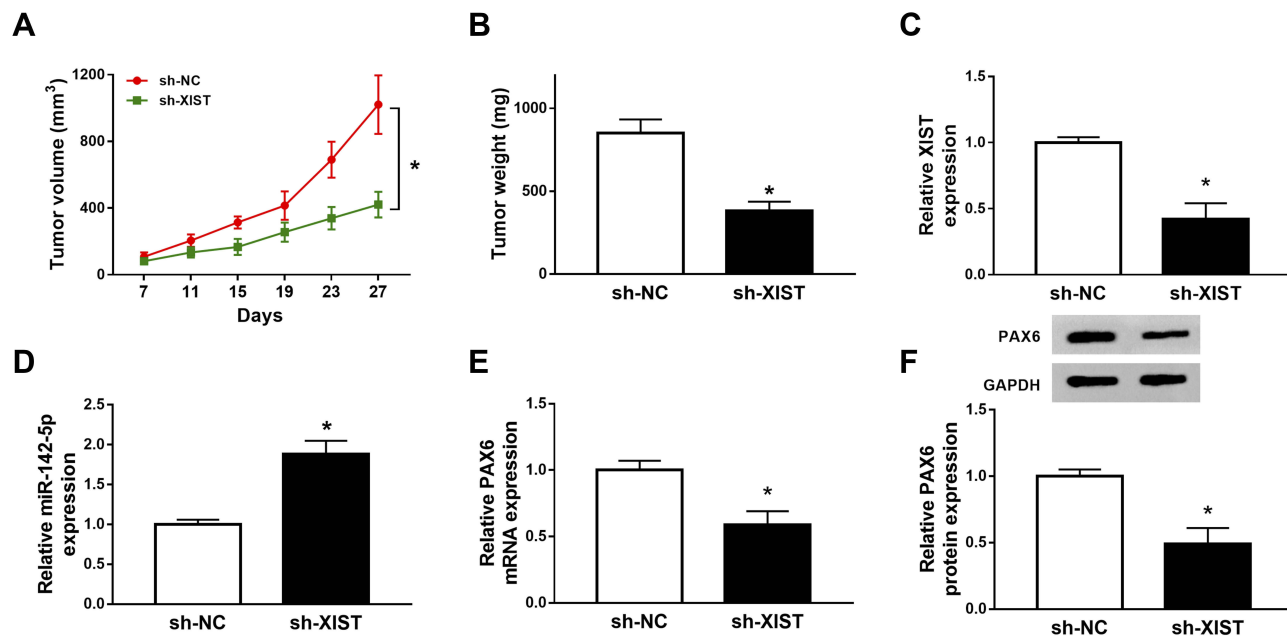 A
Tumor volume (mm³)
1200
800
400
0
sh-NC
sh-XIST
*
7 11 15 19 23 27
Days
B
Tumor weight (mg)
1000
500
0
*
sh-NC sh-XIST
C
Relative XIST
expression
1.5
1.0
0.5
0.0
*
sh-NC sh-XIST
D
Relative miR-142-5p
expression
2.5
2.0
1.5
1.0
0.5
0.0
*
sh-NC sh-XIST
E
Relative PAX6
mRNA expression
1.5
1.0
0.5
0.0
*
sh-NC sh-XIST
F
PAX6
GAPDH
Relative PAX6
protein expression
1.5
1.0
0.5
0.0
*
sh-NC sh-XIST